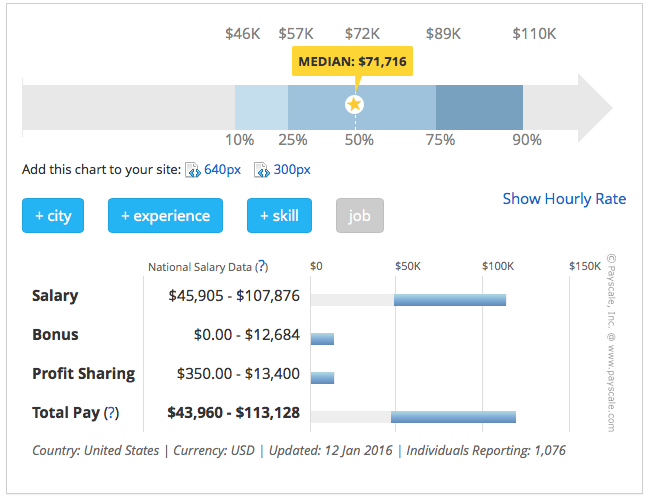 $46K $57K $72K $89K $110K
MEDIAN: $71,716
10% 25% 50% 75% 90%
Add this chart to your site: 640px 300px
Show Hourly Rate
+ city + experience + skill job
National Salary Data (?) $0 $50K $100K $150K
Salary $45,905 - $107,876
Bonus $0.00 - $12,684
Profit Sharing $350.00 - $13,400
Total Pay (?) $43,960 - $113,128
© Payscale, Inc. @ www.payscale.com
Country: United States | Currency: USD | Updated: 12 Jan 2016 | Individuals Reporting: 1,076